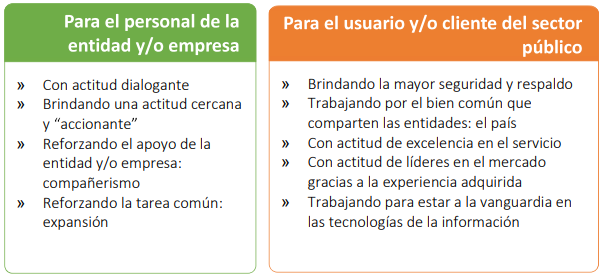 Para el personal de la
entidad y/o empresa
» Con actitud dialogante
» Brindando una actitud cercana
y “accionante”
» Reforzando el apoyo de la
entidad y/o empresa:
compañerismo
» Reforzando la tarea común:
expansión
Para el usuario y/o cliente del sector
público
» Brindando la mayor seguridad y respaldo
» Trabajando por el bien común que
comparten las entidades: el país
» Con actitud de excelencia en el servicio
» Con actitud de líderes en el mercado
gracias a la experiencia adquirida
» Trabajando para estar a la vanguardia en
las tecnologías de la información